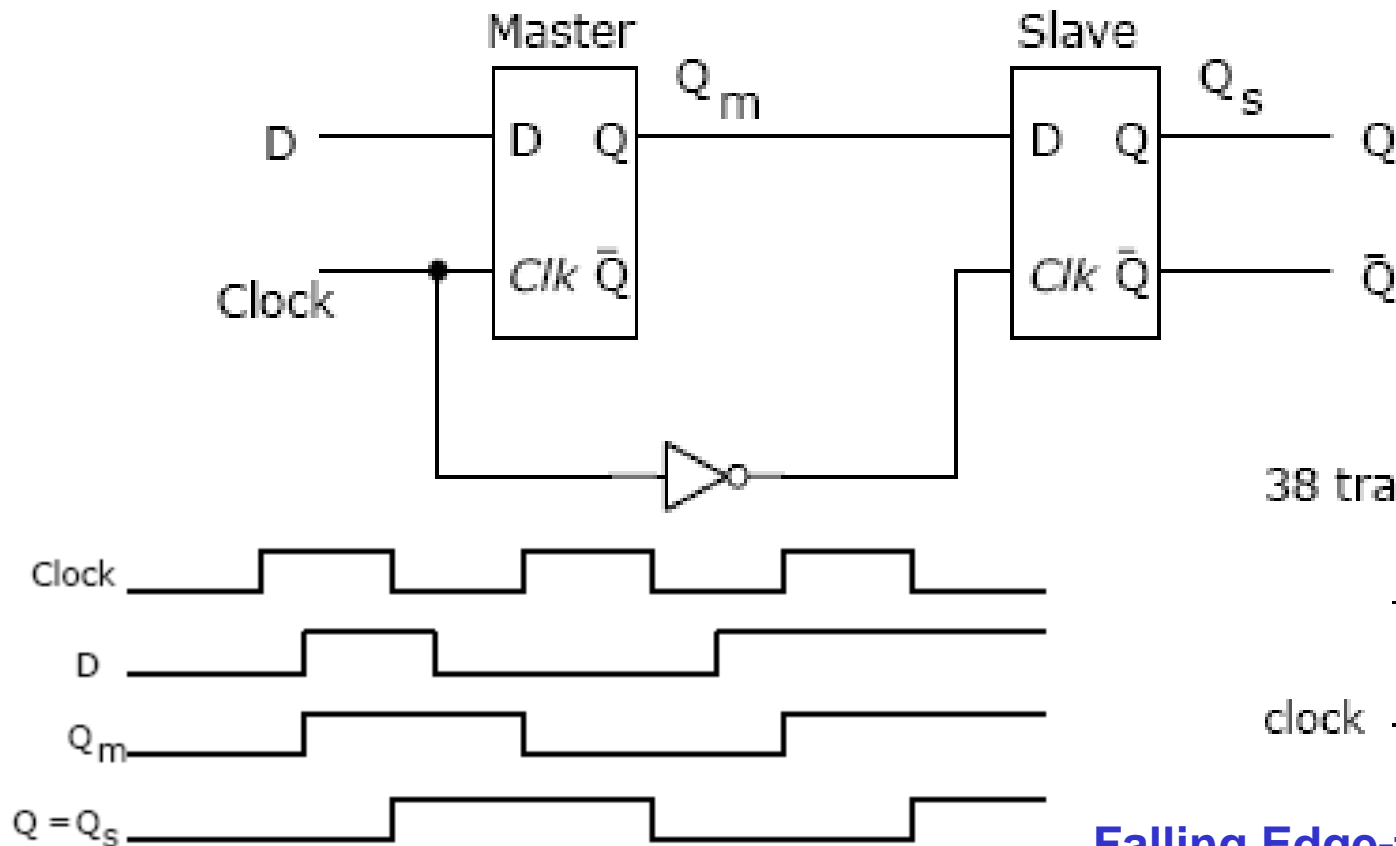 Master
Slave
Q m
Q s
D
D Q
D Q
Q
Clock
Clk Q̄
Clk Q̄
Q̄
38 tra
Clock
D
Q m
clock
Q = Q s
Falling Edge-